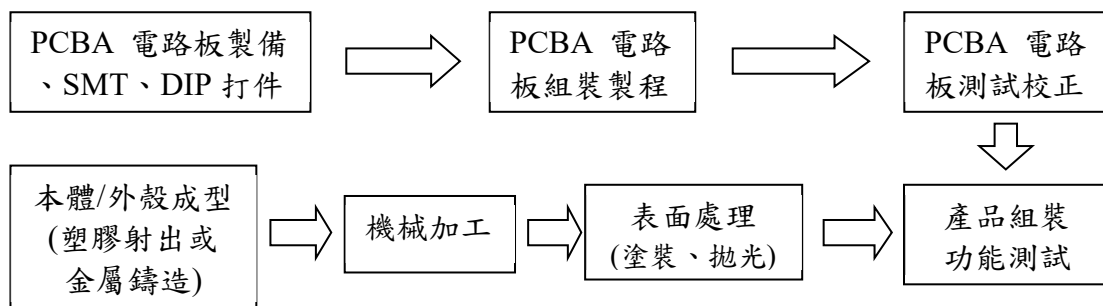 PCBA 電路板製備
、SMT、DIP 打件
PCBA 電路
板組裝製程
PCBA 電路
板測試校正
本體/外殼成型
(塑膠射出或
金屬鑄造)
機械加工
表面處理
(塗裝、拋光)
產品組裝
功能測試